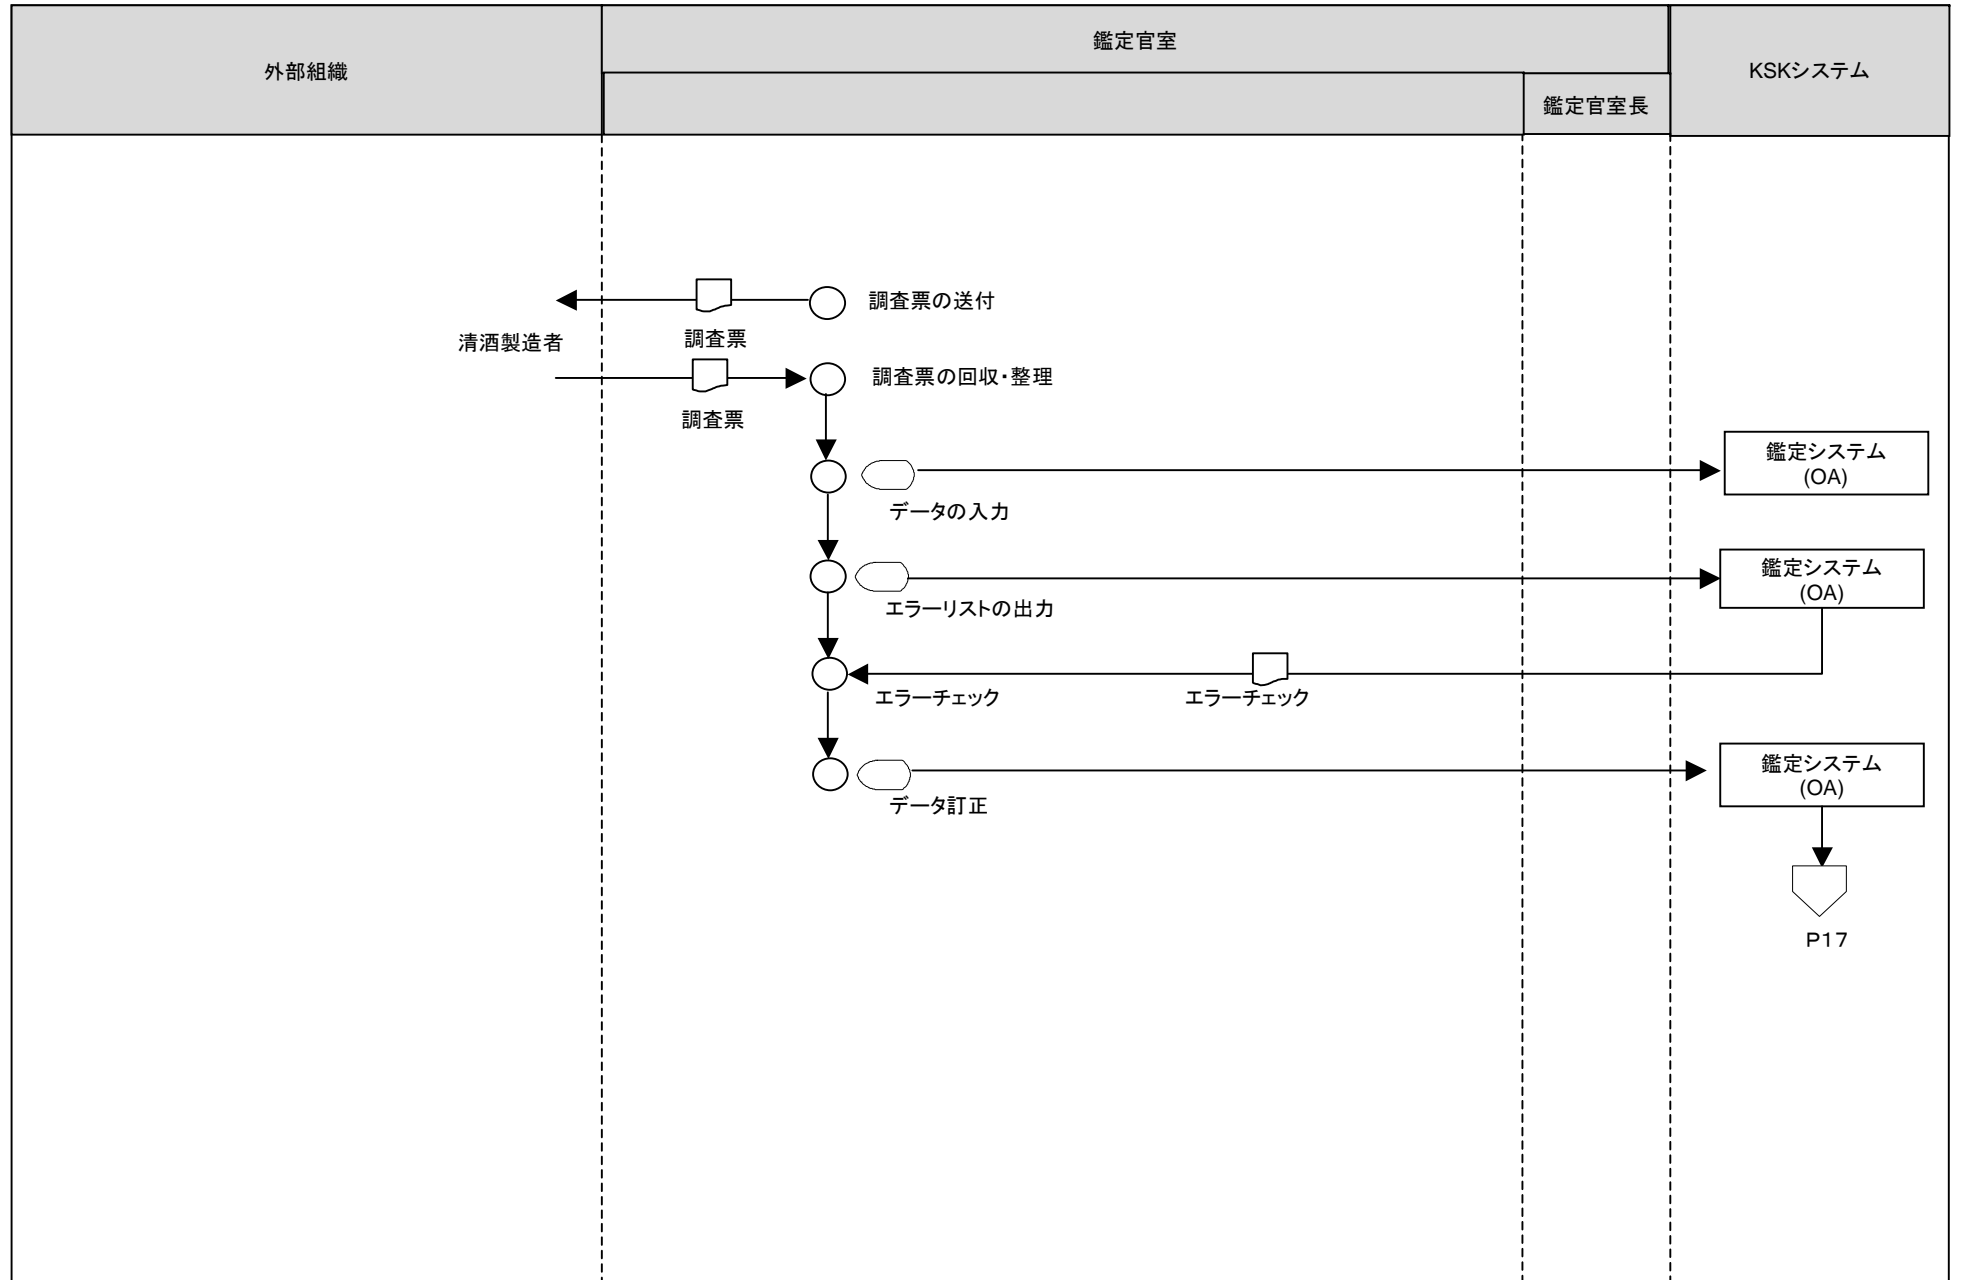 外部組織
鑑定官室
KSKシステム
鑑定官室長
調査票の送付
調査票
清酒製造者
調査票の回収・整理
調査票
鑑定システム
(OA)
データの入力
鑑定システム
(OA)
エラーリストの出力
エラーチェック
エラーチェック
鑑定システム
(OA)
データ訂正
P17